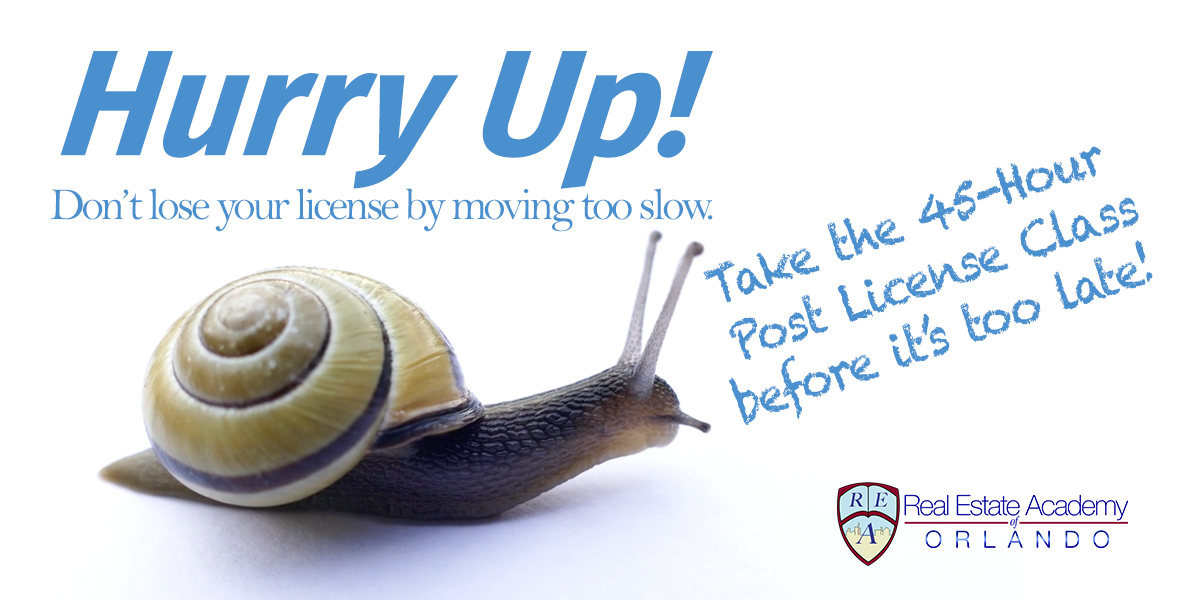 Hurry Up!
Don't lose your license by moving too slow.
Take the 45-Hour
Post License Class
before it's too late!
R E
A
Real Estate Academy
of
ORLANDO